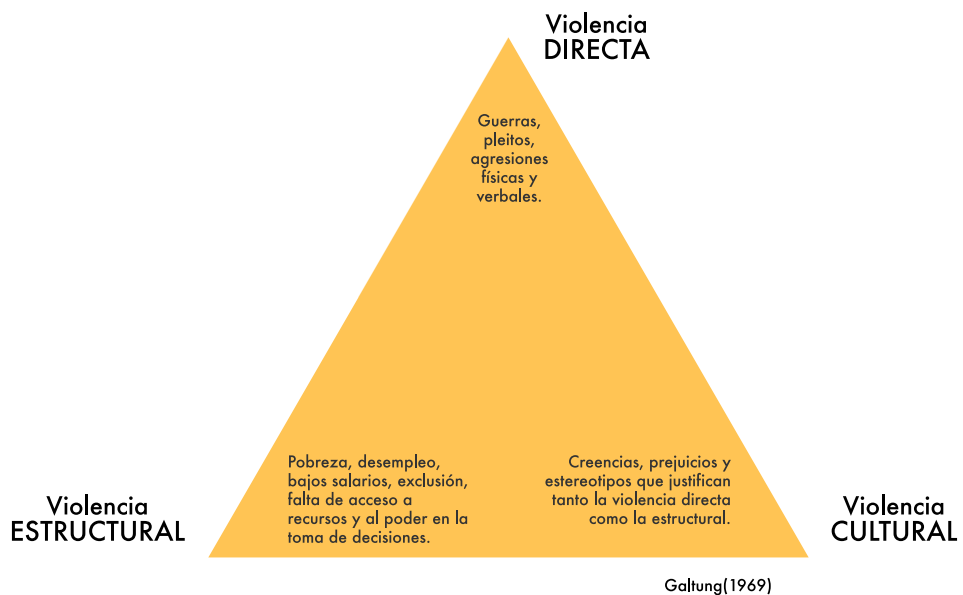 Violencia
DIRECTA
Guerras,
pleitos,
agresiones
físicas y
verbales.
Pobreza, desempleo,
bajos salarios, exclusión,
falta de acceso a
recursos y al poder en la
toma de decisiones.
Creencias, prejuicios y
estereotipos que justifican
tanto la violencia directa
como la estructural.
Violencia
ESTRUCTURAL
Violencia
CULTURAL
Galtung(1969)